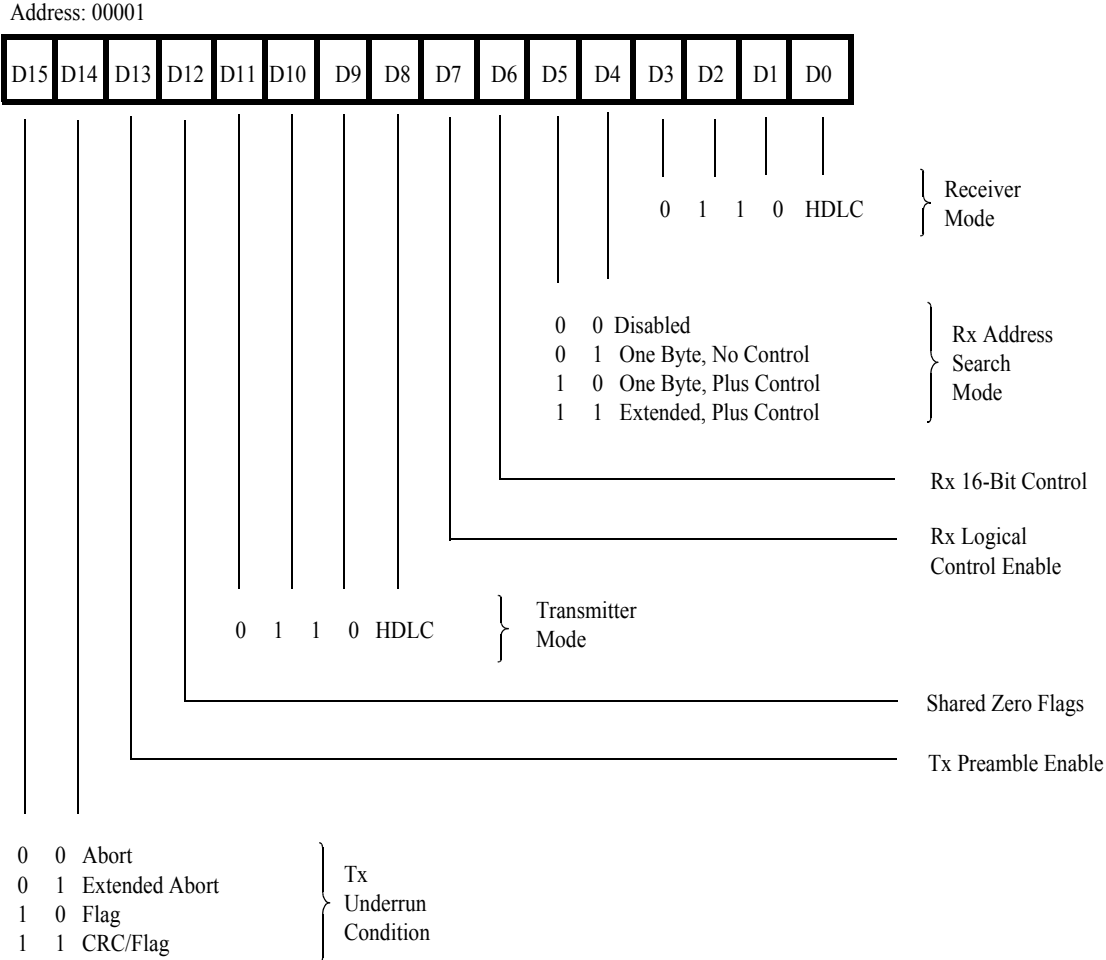 Address: 00001
D15 D14 D13 D12 D11 D10 D9 D8 D7 D6 D5 D4 D3 D2 D1 D0
0 1 1 0 HDLC
Receiver
Mode
0 0 Disabled
0 1 One Byte, No Control
1 0 One Byte, Plus Control
1 1 Extended, Plus Control
Rx Address
Search
Mode
Rx 16-Bit Control
Rx Logical
Control Enable
0 1 1 0 HDLC
Transmitter
Mode
Shared Zero Flags
Tx Preamble Enable
0 0 Abort
0 1 Extended Abort
1 0 Flag
1 1 CRC/Flag
Tx
Underrun
Condition